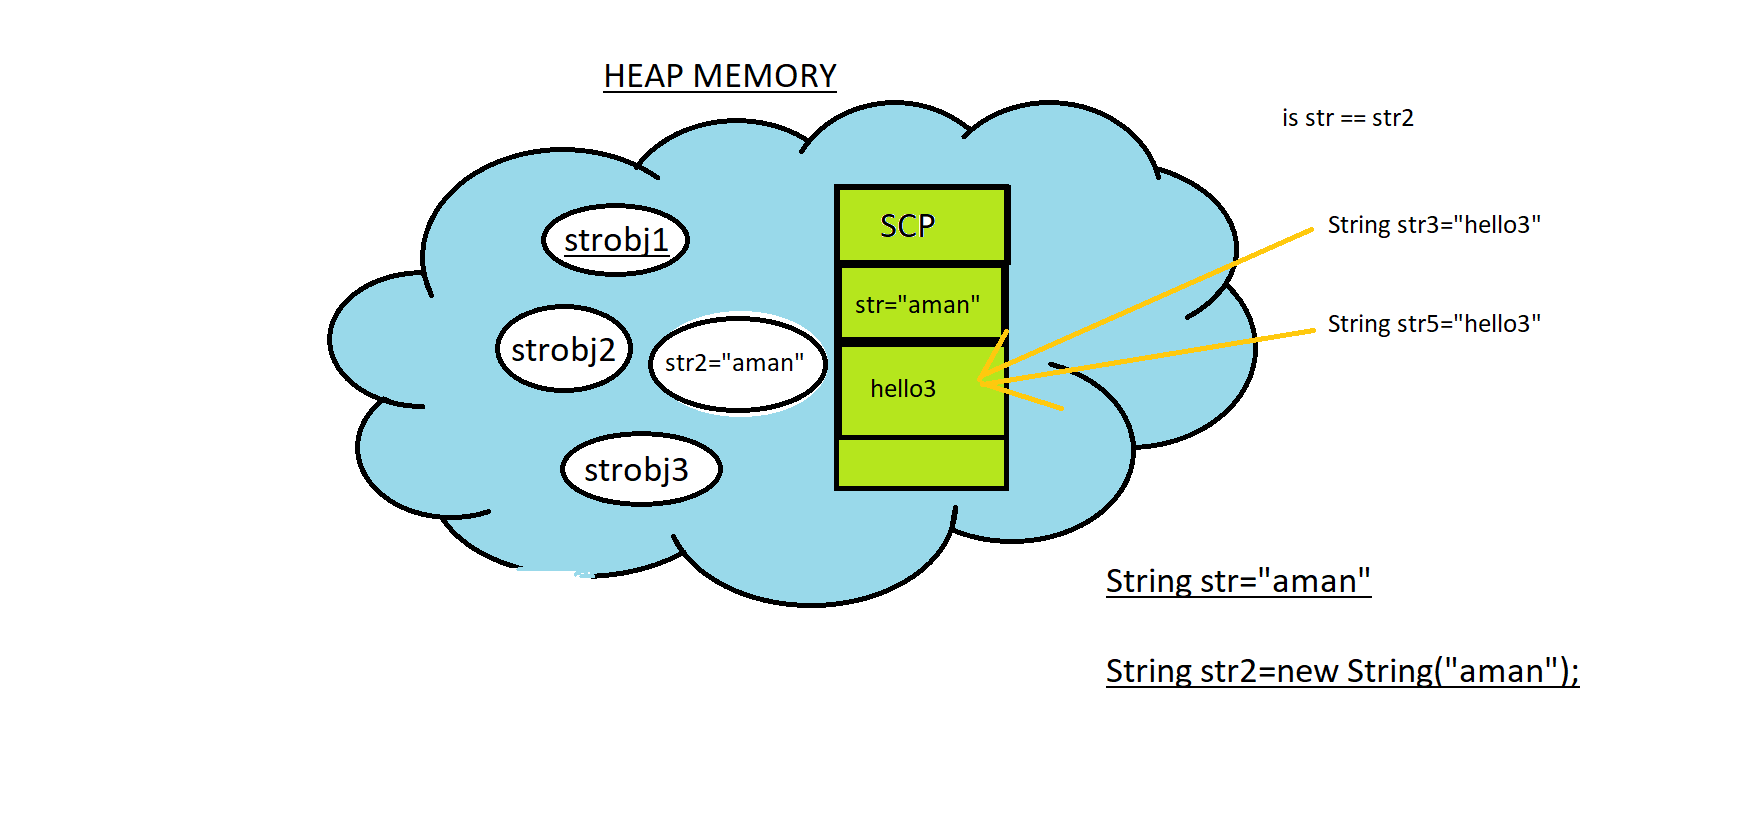 HEAP MEMORY
is str == str2
SCP
String str3="hello3"
strobj1
str="aman"
String str5="hello3"
strobj2
str2="aman"
hello3
strobj3
String str="aman"
String str2=new String("aman");